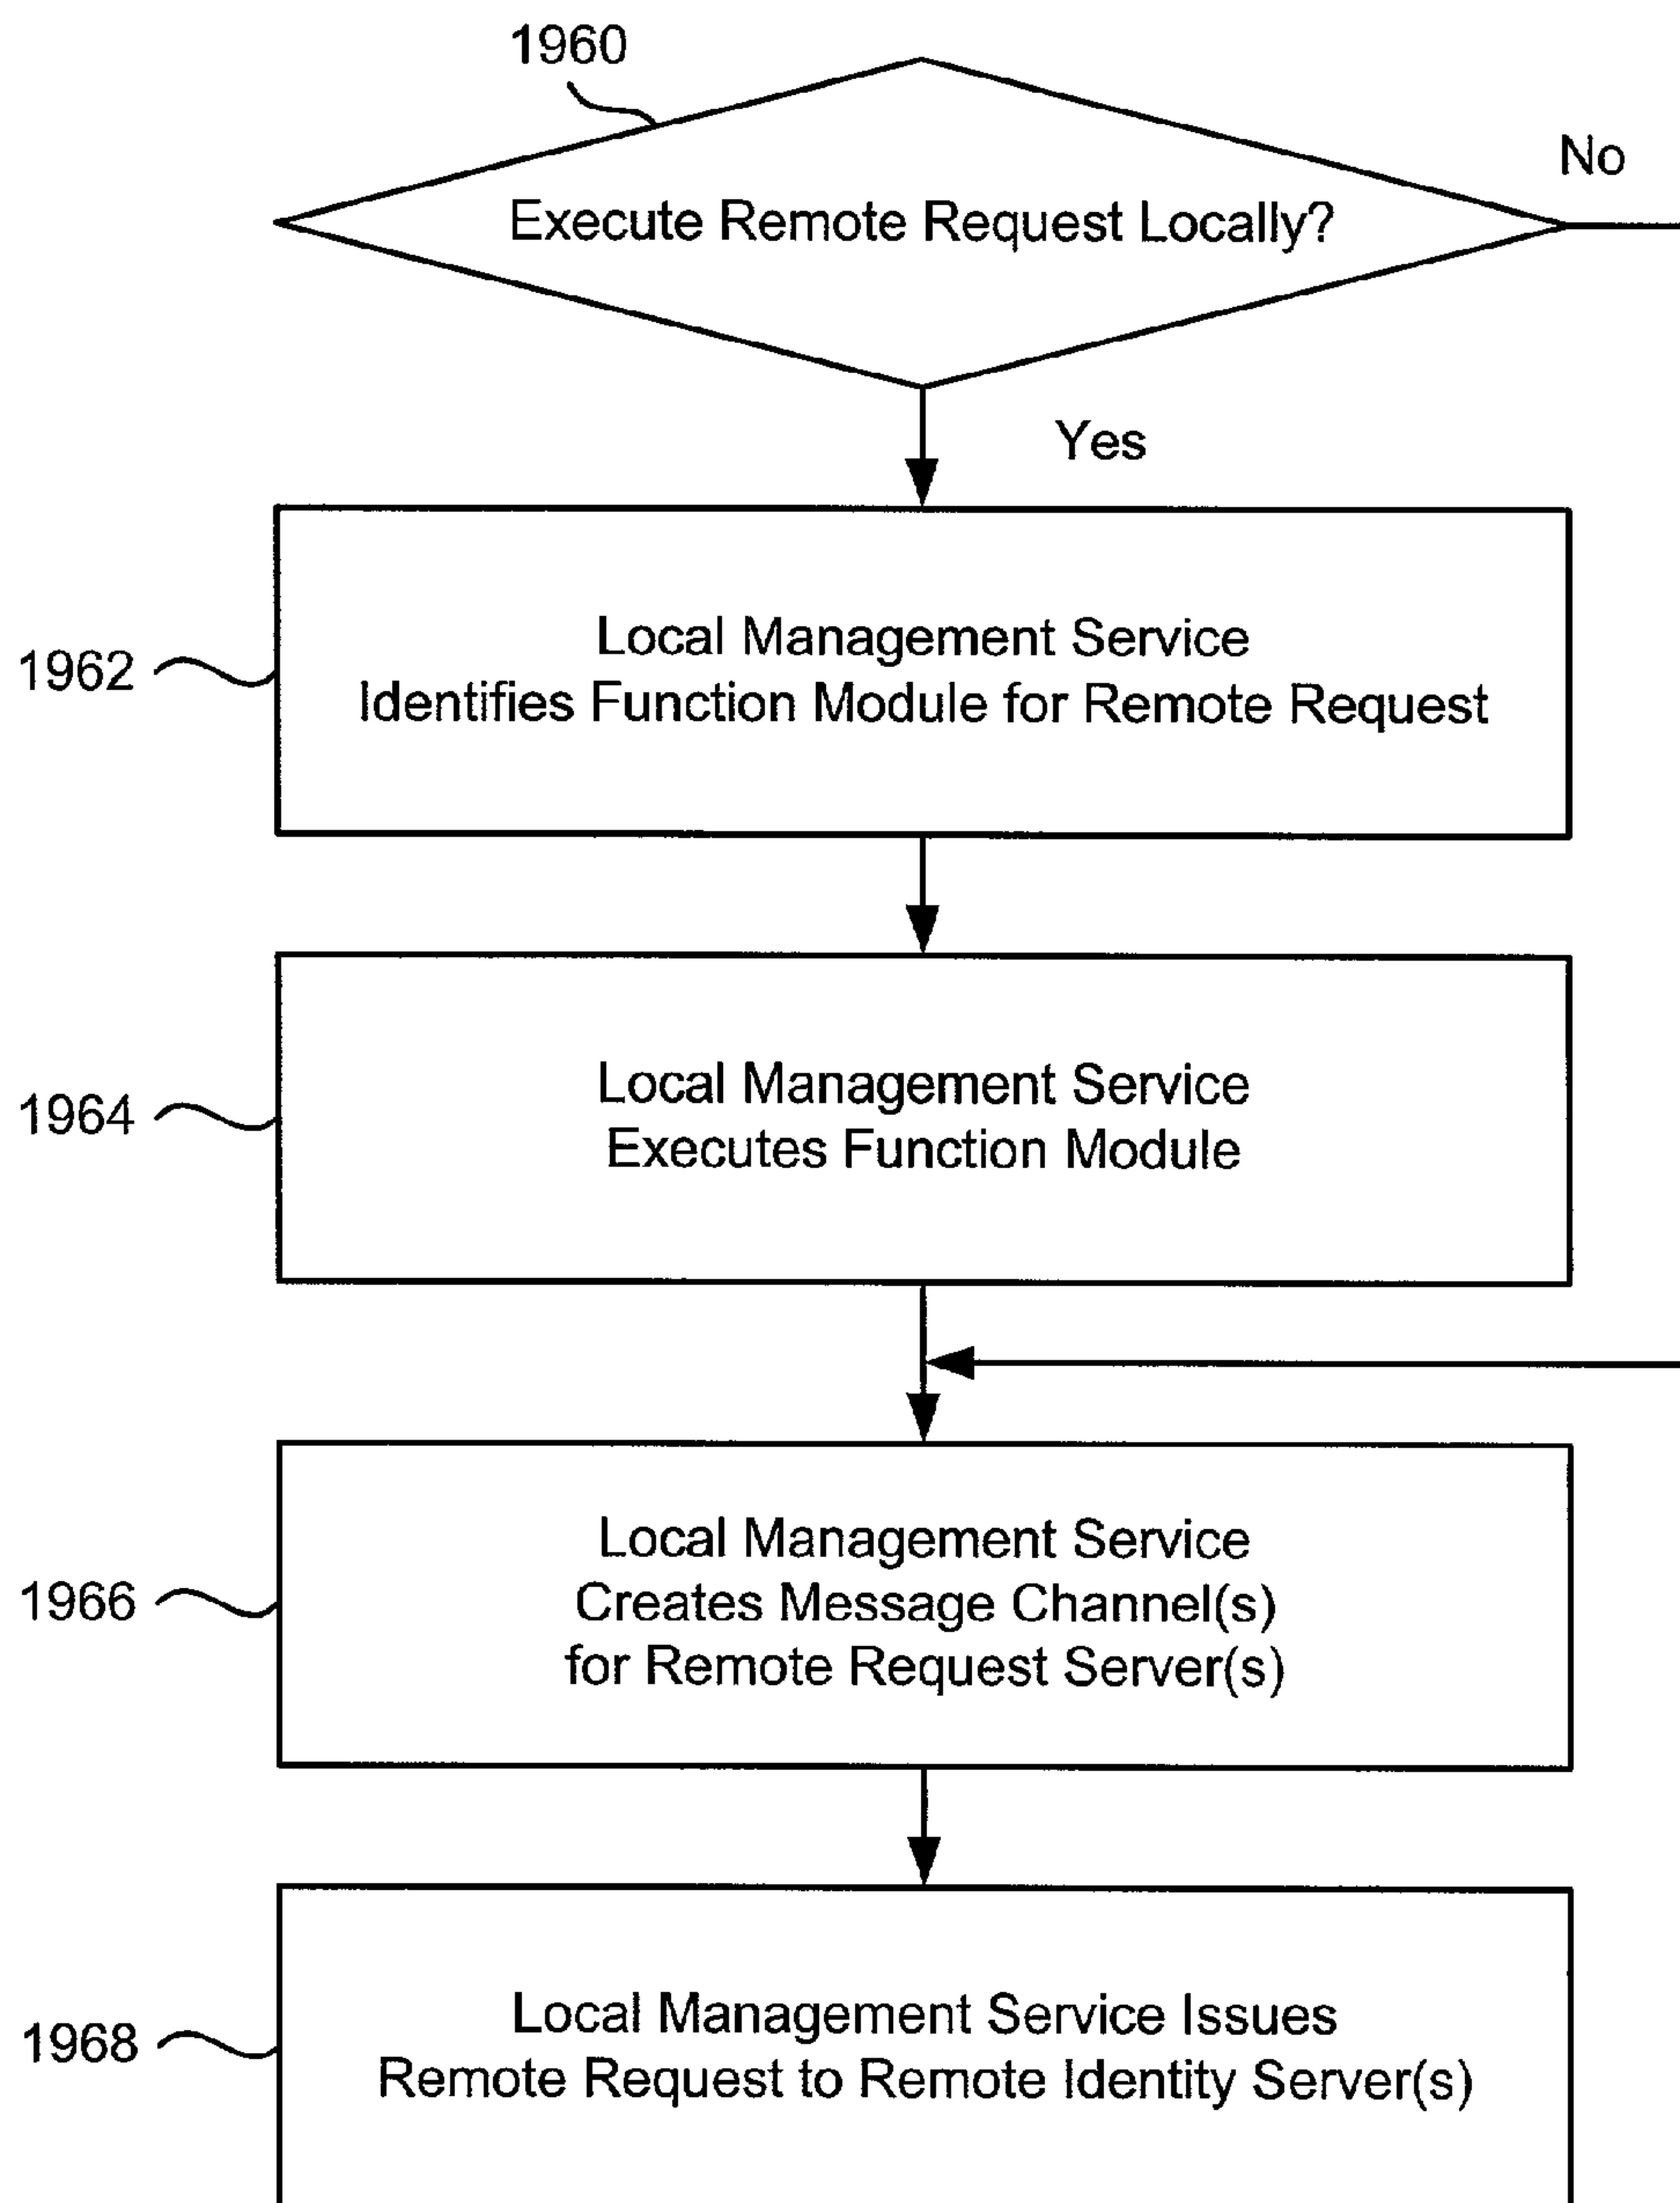 1960
No
Execute Remote Request Locally?
Yes
1962
Local Management Service
Identifies Function Module for Remote Request
1964
Local Management Service
Executes Function Module
1966
Local Management Service
Creates Message Channel(s)
for Remote Request Server(s)
1968
Local Management Service Issues
Remote Request to Remote Identity Server(s)